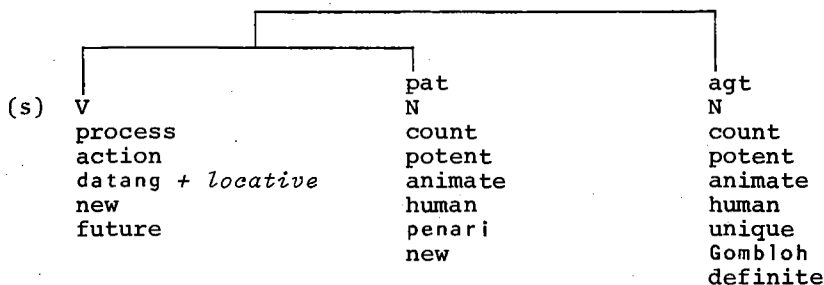 pat agt
(s) V N N
process count count
action potent potent
datang + locative animate animate
new human human
future penari unique
new Gombloh
definite